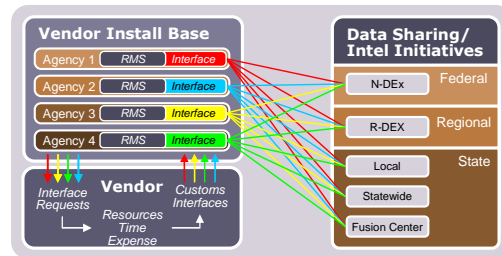 Vendor Install Base
Agency 1 RMS Interface
Agency 2 RMS Interface
Agency 3 RMS Interface
Agency 4 RMS Interface
Interface
Requests
Vendor
Customs
Interfaces
Resources
Time
Expense
Data Sharing/
Intel Initiatives
Federal
N-DEx
Regional
R-DEX
State
Local
Statewide
Fusion Center